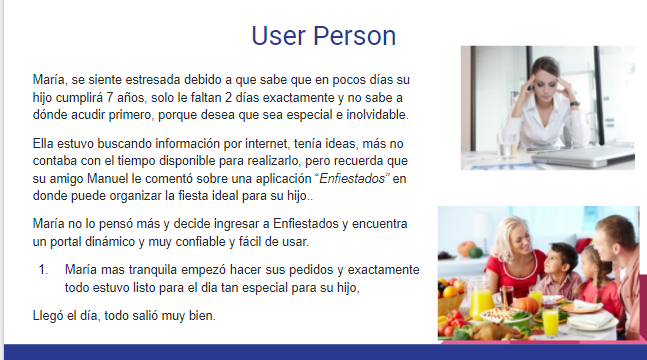 User Person
María, se siente estresada debido a que sabe que en pocos días su
hijo cumplirá 7 años, solo le faltan 2 días exactamente y no sabe a
dónde acudir primero, porque desea que sea especial e inolvidable.
Ella estuvo buscando información por internet, tenía ideas, más no
contaba con el tiempo disponible para realizarlo, pero recuerda que
su amigo Manuel le comentó sobre una aplicación “Enfiestados” en
donde puede organizar la fiesta ideal para su hijo..
María no lo pensó más y decide ingresar a Enfiestados y encuentra
un portal dinámico y muy confiable y fácil de usar.
1. María mas tranquila empezó hacer sus pedidos y exactamente
todo estuvo listo para el dia tan especial para su hijo,
Llegó el día, todo salió muy bien.